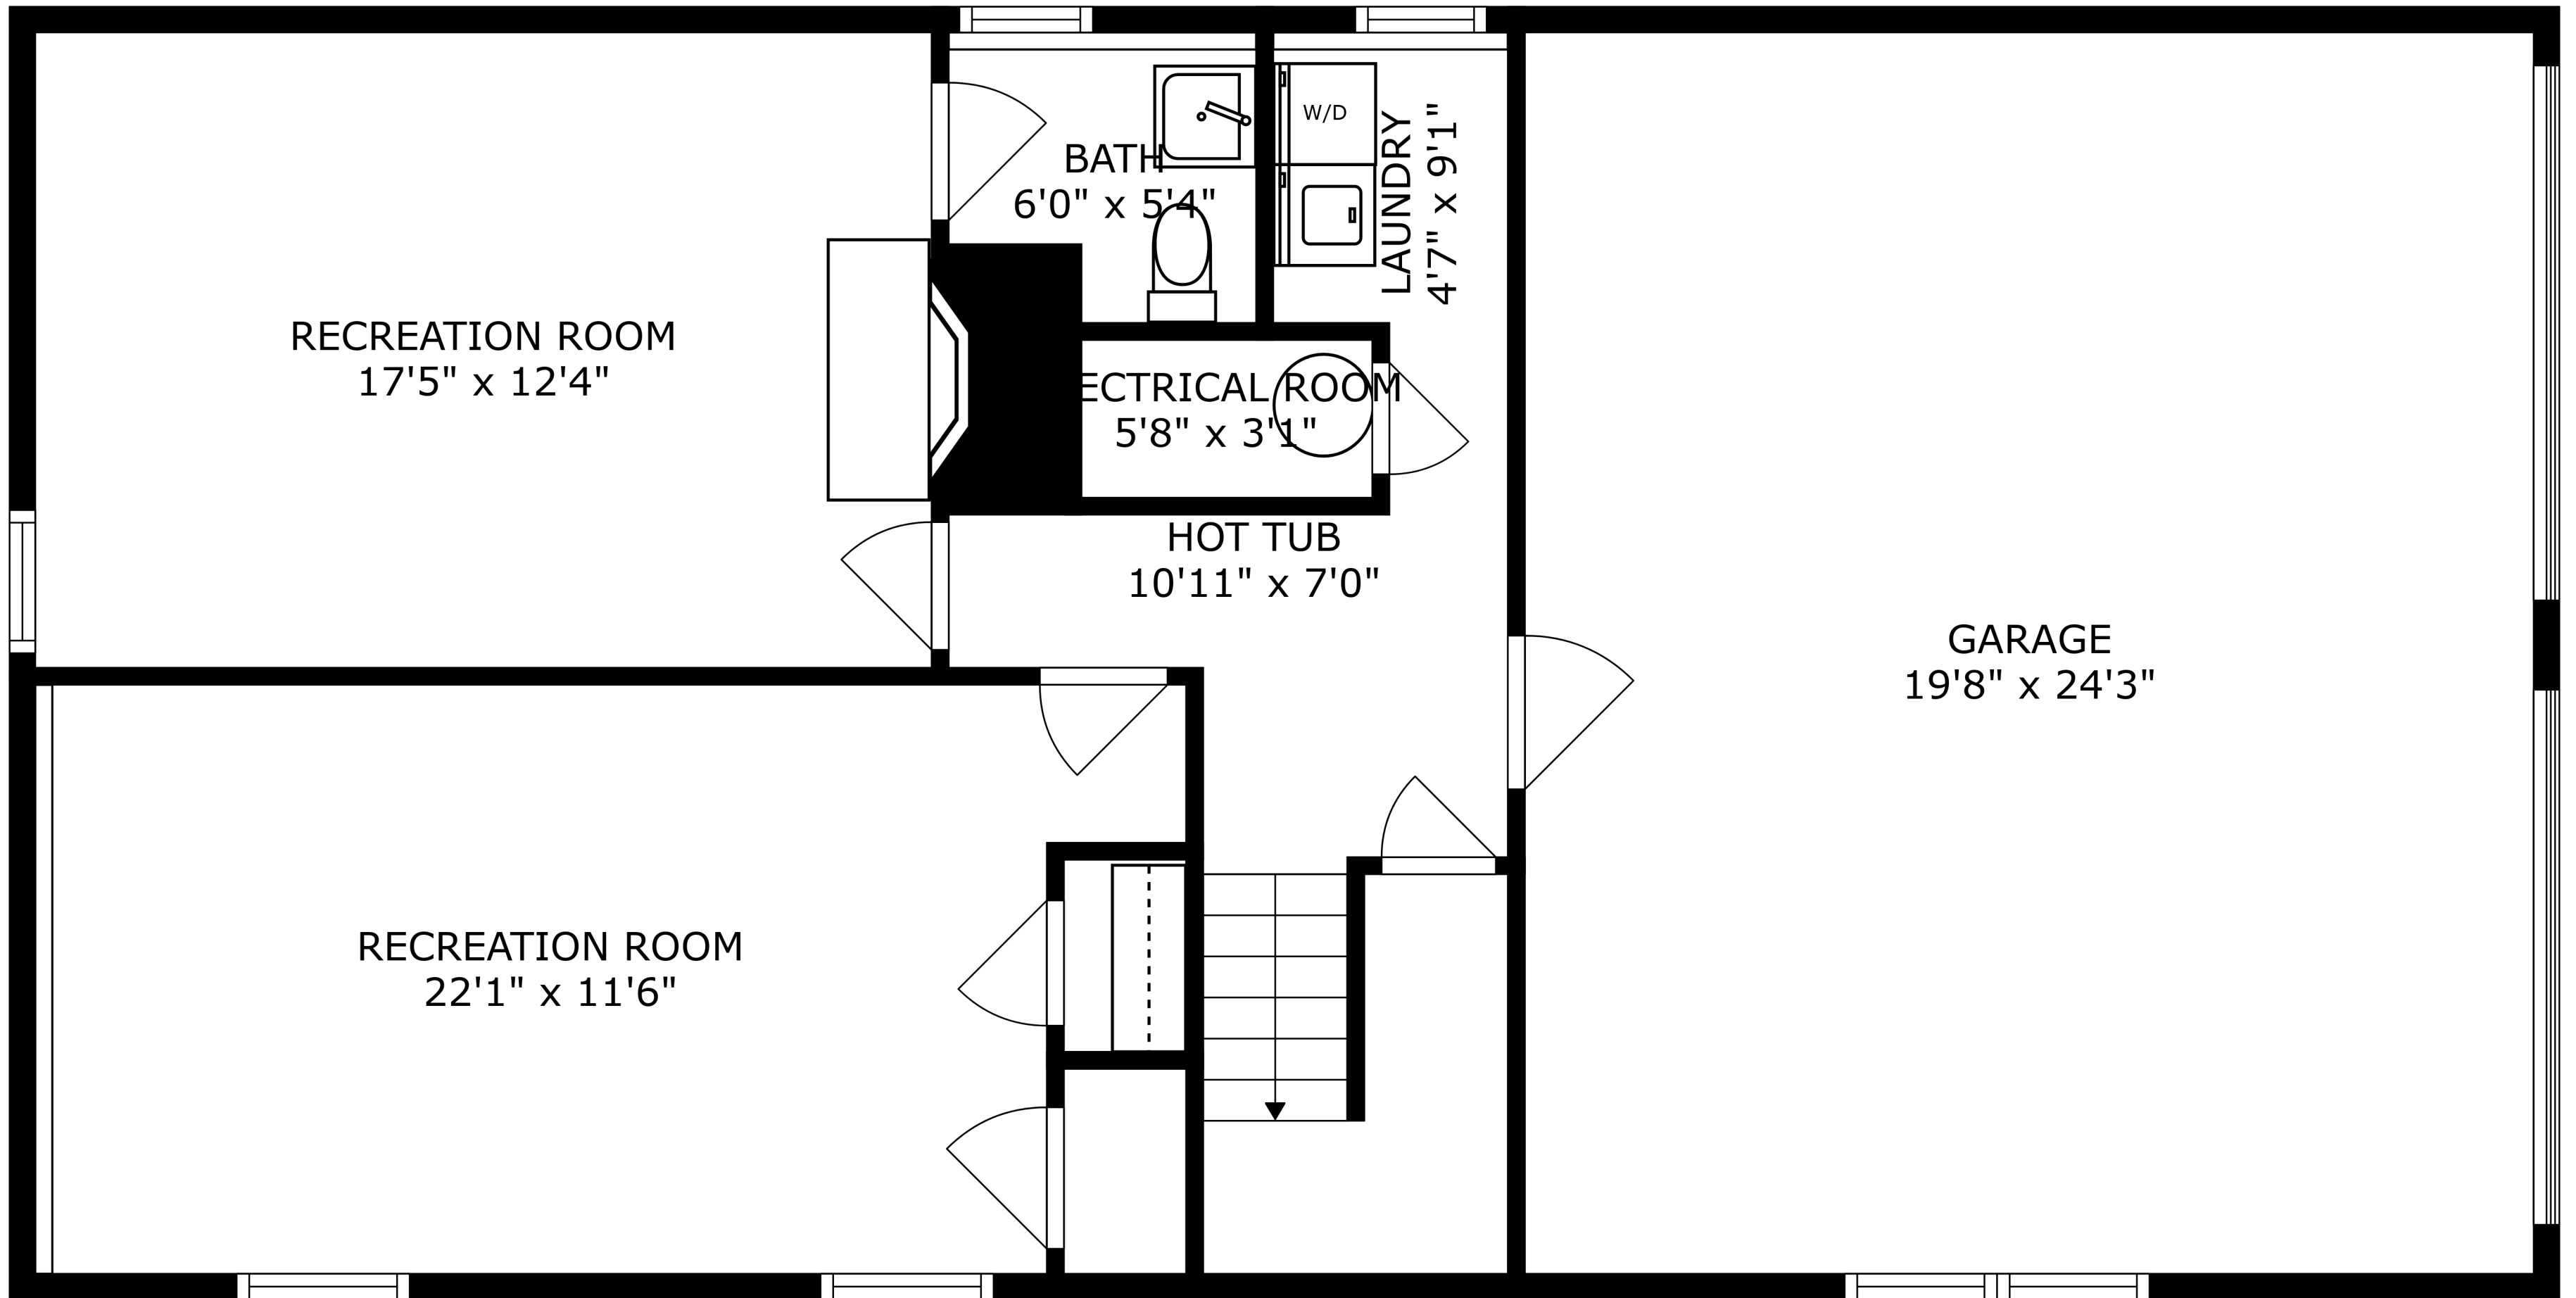 BATH
6'0" x 5'4"
W/D
LAUNDRY
4'7" x 9'1"
RECREATION ROOM
17'5" x 12'4"
ECTRICAL ROOM
5'8" x 3'1"
HOT TUB
10'11" x 7'0"
GARAGE
19'8" x 24'3"
RECREATION ROOM
22'1" x 11'6"